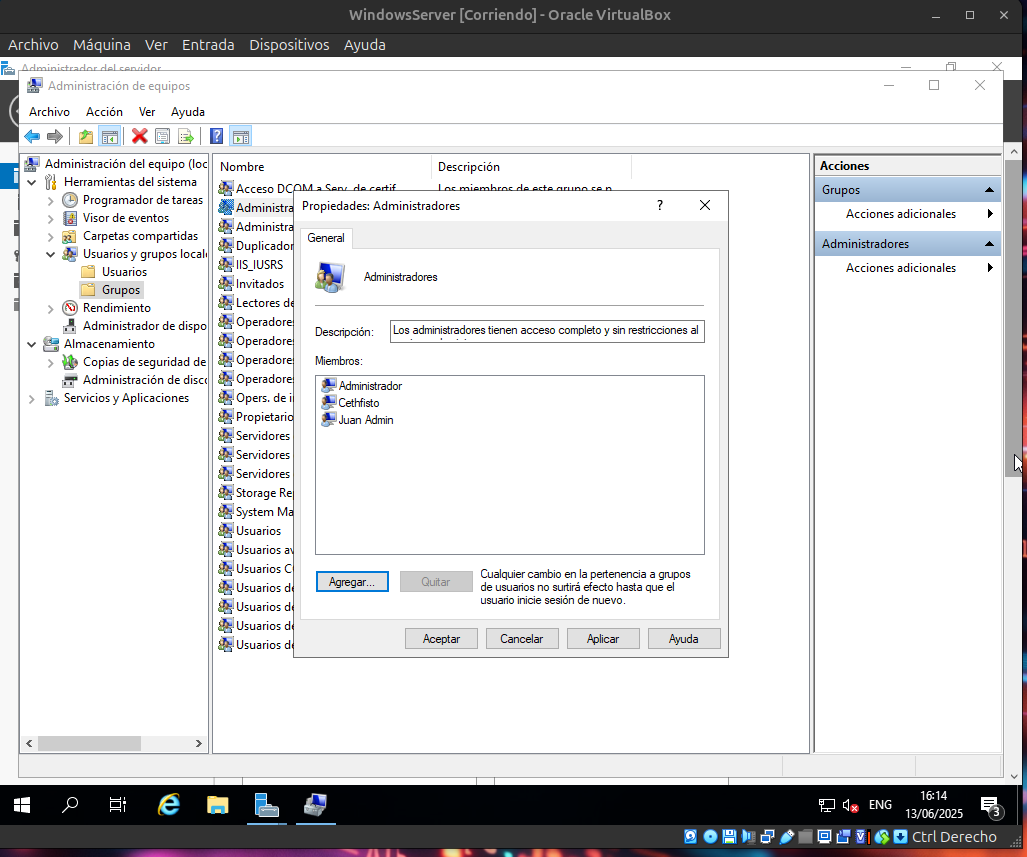 WindowsServer [Corriendo] - Oracle VirtualBox
Archivo Máquina Ver Entrada Dispositivos Ayuda
Administrador del servidor
Administración de equipos
Archivo Acción Ver Ayuda
Administración del equipo (loc
Herramientas del sistema
Programador de tareas
Visor de eventos
Carpetas compartidas
Usuarios y grupos locale
Usuarios
Grupos
Rendimiento
Administrador de dispo
Almacenamiento
Copias de seguridad de
Administración de disco
Servicios y Aplicaciones
Nombre Descripción
Acceso DCOM a Serv. de certif... Los miembros de este grupo se p...
Administra
Administra
Duplicador
IIS_IUSRS
Invitados
Lectores de
Operadores
Operadores
Operadores
Operadores
Opers. de i
Propietario
Servidores
Servidores
Servidores
Storage Re
System Ma
Usuarios
Usuarios av
Usuarios C
Usuarios de
Usuarios de
Usuarios de
Usuarios de
Propiedades: Administradores
?
General
Administradores
Descripción: Los administradores tienen acceso completo y sin restricciones al
Miembros:
Administrador
Cethfisto
Juan Admin
Agregar... Quitar
Cualquier cambio en la pertenencia a grupos
de usuarios no surtirá efecto hasta que el
usuario inicie sesión de nuevo.
Aceptar Cancelar Aplicar Ayuda
Acciones
Grupos
Acciones adicionales
Administradores
Acciones adicionales
ENG
16:14
13/06/2025
3
Ctrl Derecho